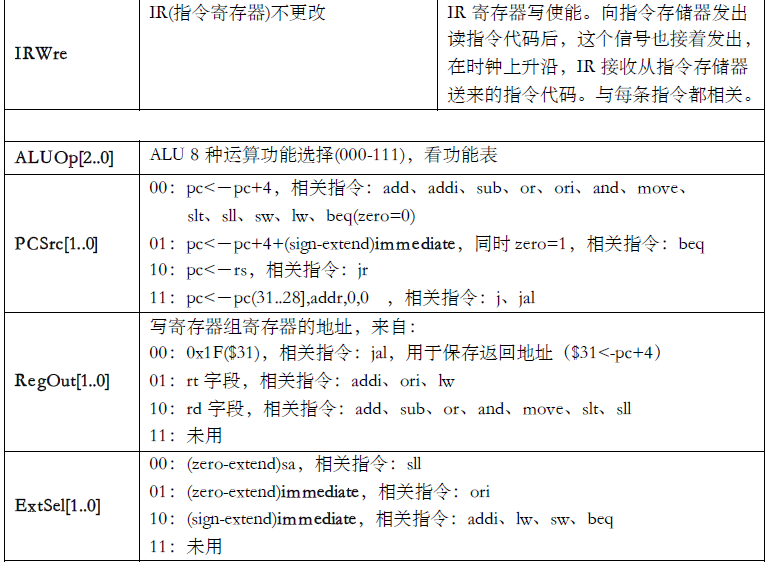 IRWre
IR(指令寄存器)不更改
IR 寄存器写使能。向指令存储器发出
读指令代码后，这个信号也接着发出，
在时钟上升沿，IR 接收从指令存储器
送来的指令代码。与每条指令都相关。
ALUOp[2..0]
ALU 8 种运算功能选择(000-111)，看功能表
PCSrc[1..0]
00：pc<－pc+4，相关指令：add、addi、sub、or、ori、and、move、
slt、sll、sw、lw、beq(zero=0)
01：pc<－pc+4+(sign-extend)immediate，同时 zero=1，相关指令：beq
10：pc<－rs，相关指令：jr
11：pc<－pc(31..28],addr,0,0 ，相关指令：j、jal
RegOut[1..0]
写寄存器组寄存器的地址，来自：
00：0x1F($31)，相关指令：jal，用于保存返回地址（$31<-pc+4）
01：rt 字段，相关指令：addi、ori、lw
10：rd 字段，相关指令：add、sub、or、and、move、slt、sll
11：未用
ExtSel[1..0]
00：(zero-extend)sa，相关指令：sll
01：(zero-extend)immediate，相关指令：ori
10：(sign-extend)immediate，相关指令：addi、lw、sw、beq
11：未用